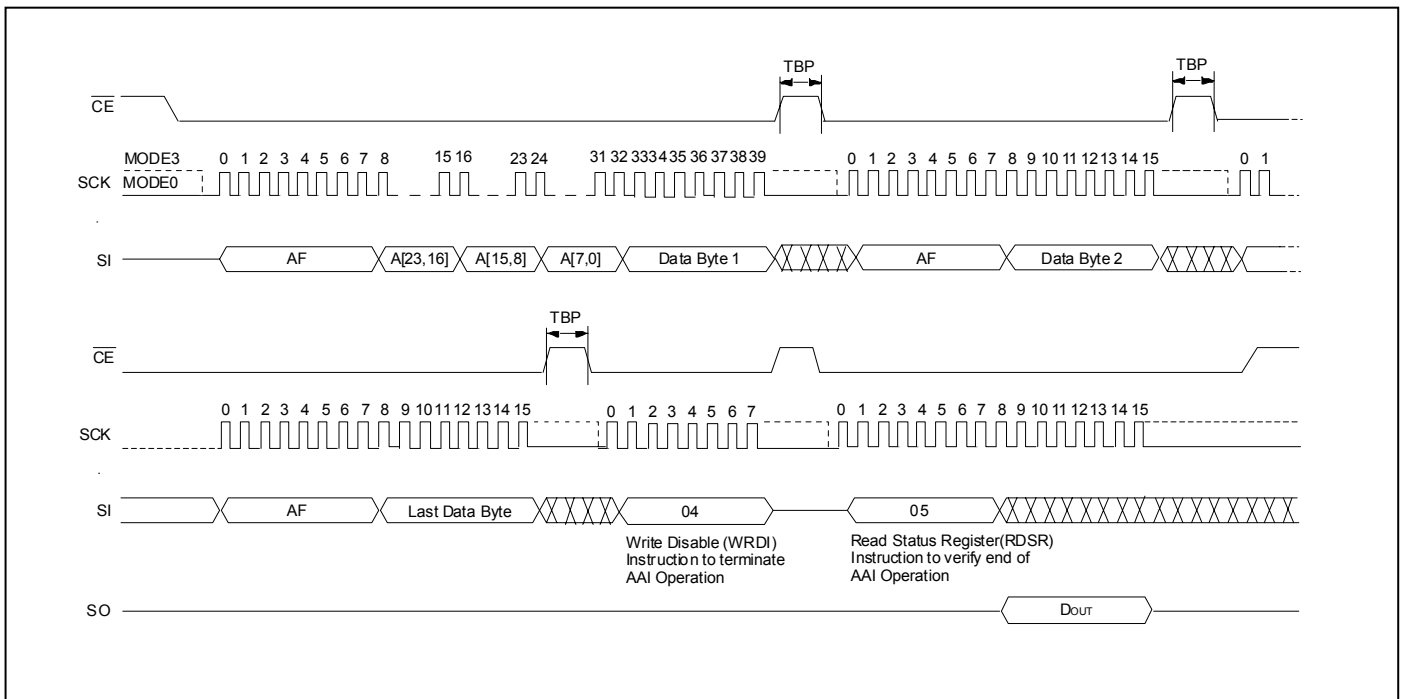 TBP TBP
CE
MODE3 0 1 2 3 4 5 6 7 8 15 16 23 24 31 32 333 4 35 36 37 38 39 0 1 2 3 4 5 6 7 8 9 10 11 12 13 14 15 0 1
SCK MODE0
SI AF A[23,16] A[15,8] A[7,0] Data Byte 1 AF Data Byte 2
TBP
CE
0 1 2 3 4 5 6 7 8 9 10 11 12 13 14 15 0 1 2 3 4 5 6 7 0 1 2 3 4 5 6 7 8 9 10 11 12 13 14 15
SCK
SI AF Last Data Byte 04 05
Write Disable (WRDI)
Instruction to terminate
AAI Operation
Read Status Register(RDSR)
Instruction to verify end of
AAI Operation
SO DOUT